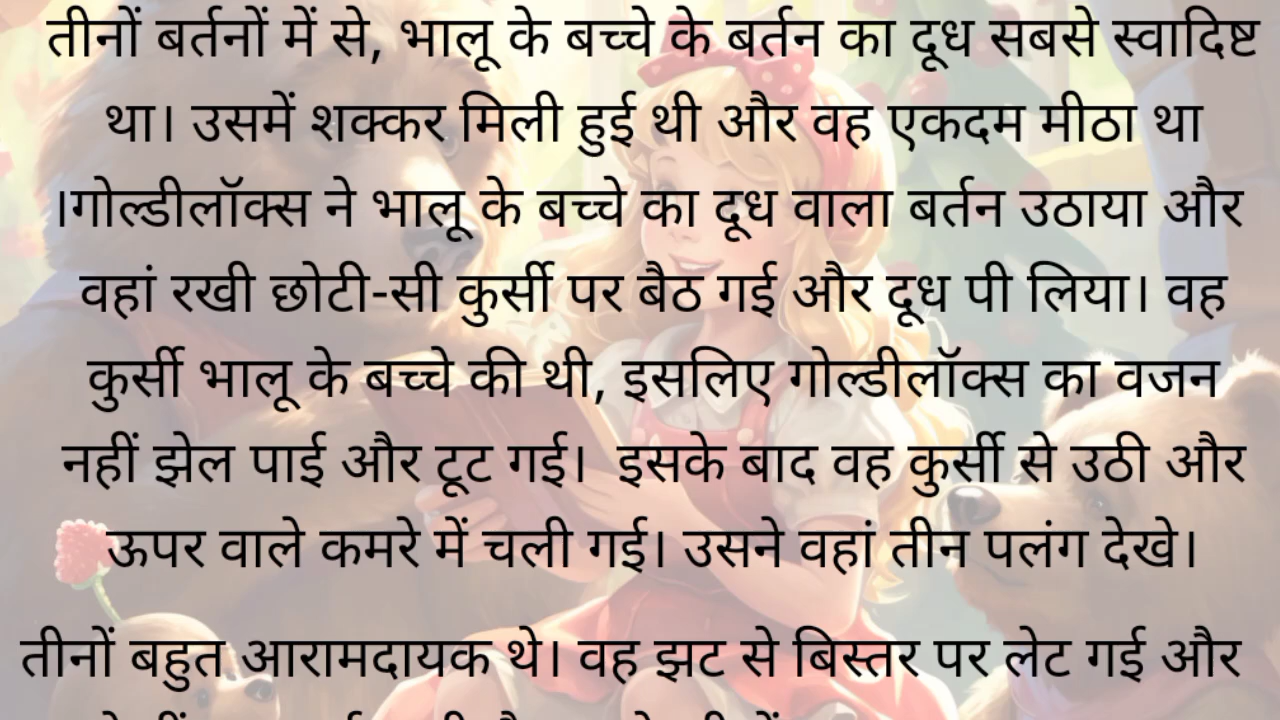 तीनों बर्तनों में से, भालू के बच्चे के बर्तन का दूध सबसे स्वादिष्ट
था। उसमें शक्कर मिली हुई थी और वह एकदम मीठा था
।गोल्डीलॉक्स ने भालू के बच्चे का दूध वाला बर्तन उठाया और
वहां रखी छोटी-सी कुर्सी पर बैठ गई और दूध पी लिया। वह
कुर्सी भालू के बच्चे की थी, इसलिए गोल्डीलॉक्स का वजन
नहीं झेल पाई और टूट गई। इसके बाद वह कुर्सी से उठी और
ऊपर वाले कमरे में चली गई। उसने वहां तीन पलंग देखे।
तीनों बहुत आरामदायक थे। वह झट से बिस्तर पर लेट गई और